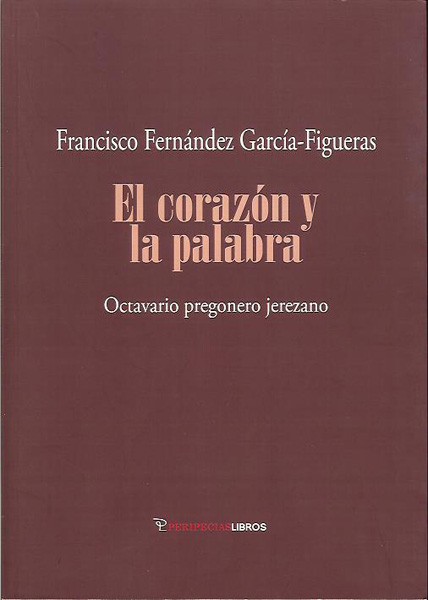 Francisco Fernández García-Figueras
El corazón y
la palabra
Octavario pregonero jerezano
PERIPECIASLIBROS